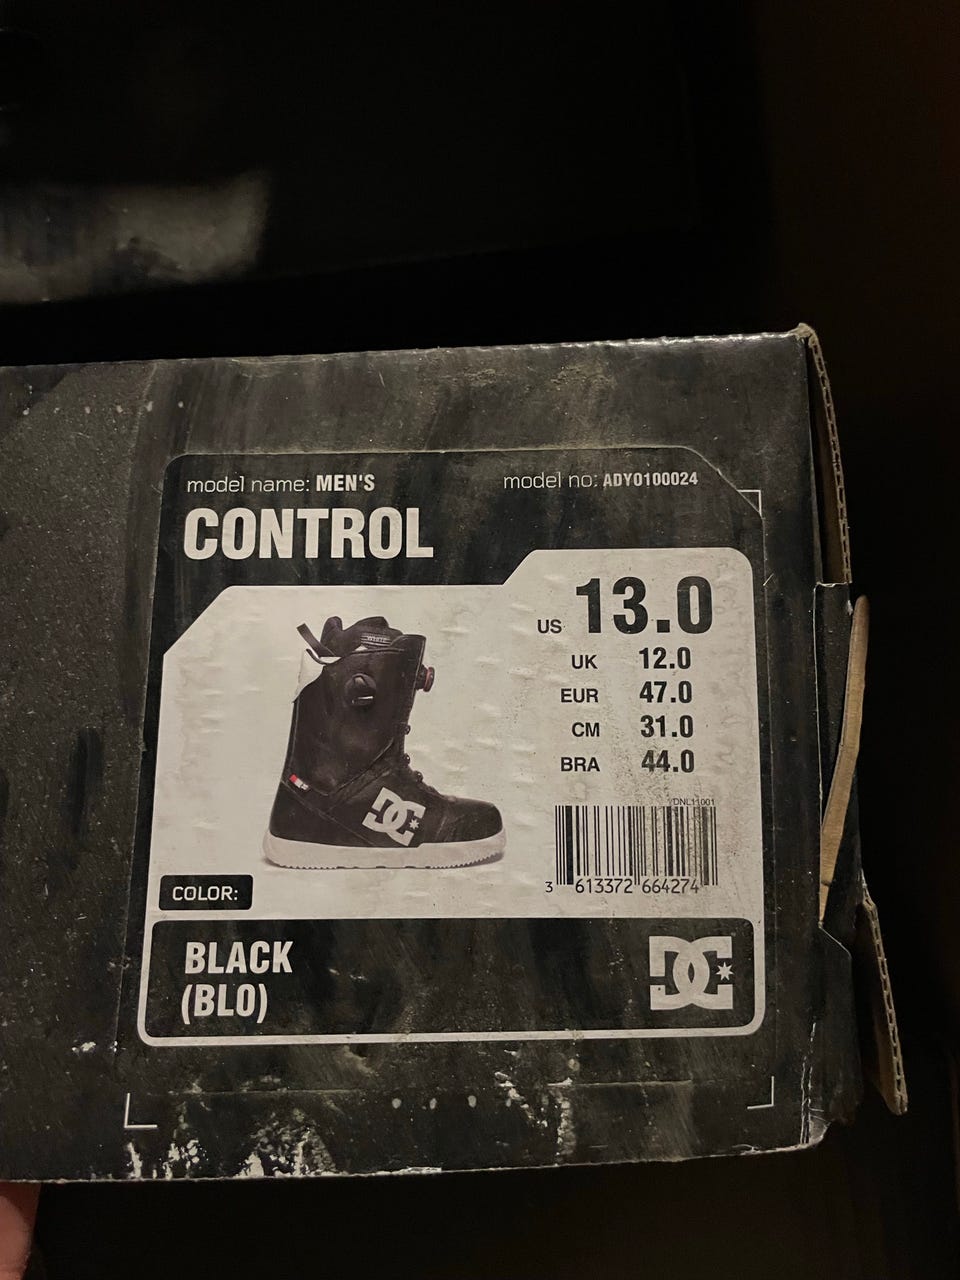 model name: MEN'S
model no: ADYO100024
CONTROL
US 13.0
UK 12.0
EUR 47.0
CM 31.0
BRA 44.0
DNL11001
3 613372 664274
COLOR:
BLACK
(BLO)
DC